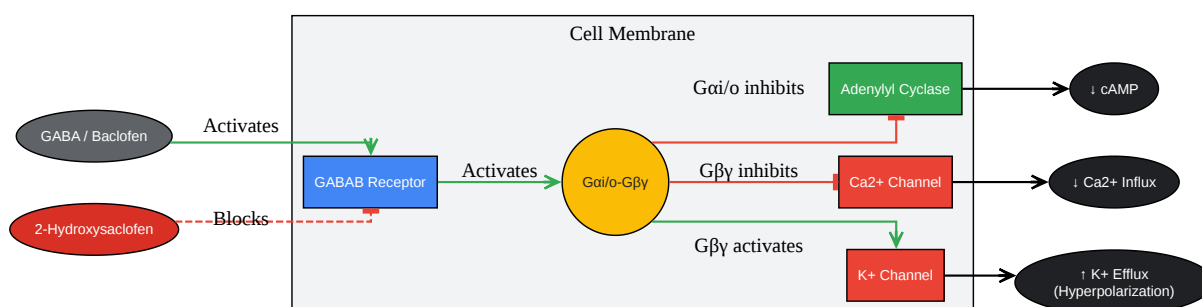 Cell Membrane
Gαi/o inhibits
Adenylyl Cyclase
↓ cAMP
Activates
GABA / Baclofen
GABAB Receptor
Activates
Gαi/o-Gβγ
Gβγ inhibits
Ca2+ Channel
↓ Ca2+ Influx
2-Hydroxysaclofen
Blocks
Gβγ activates
K+ Channel
↑ K+ Efflux
(Hyperpolarization)